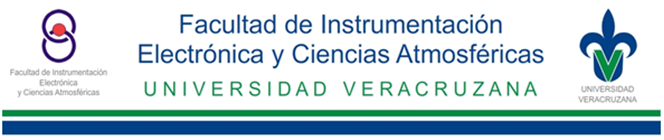 Facultad de Instrumentación
Electrónica
y Ciencias Atmosféricas
Facultad de Instrumentación
Electrónica y Ciencias Atmosféricas
UNIVERSIDAD VERACRUZANA
UNIVERSIDAD
VERACRUZANA